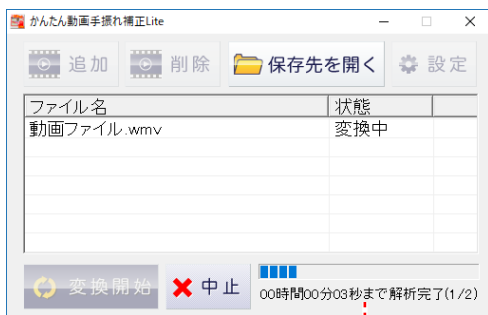 かんたん動画手振れ補正Lite
追加 削除 保存先を開く 設定
ファイル名 状態
動画ファイル.wmv 変換中
変換開始 中止
00時間00分03秒まで解析完了(1/2)